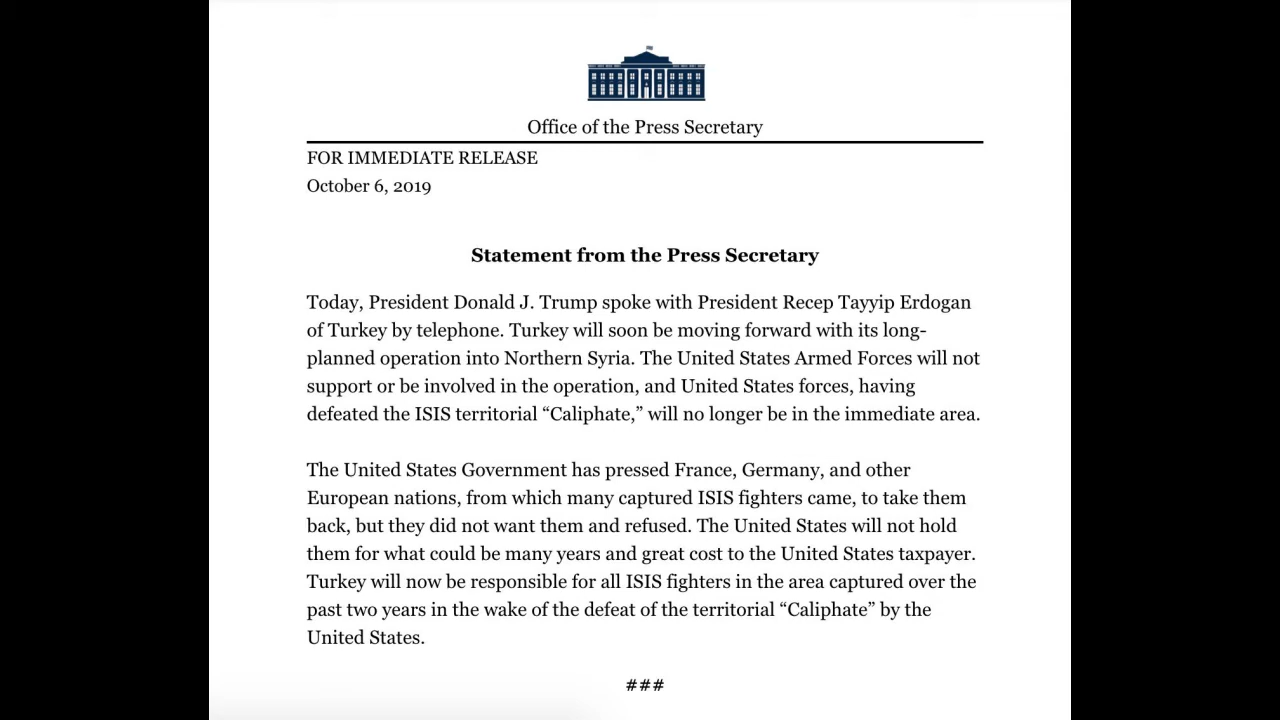 Office of the Press Secretary
FOR IMMEDIATE RELEASE
October 6, 2019
Statement from the Press Secretary
Today, President Donald J. Trump spoke with President Recep Tayyip Erdogan
of Turkey by telephone. Turkey will soon be moving forward with its long-
planned operation into Northern Syria. The United States Armed Forces will not
support or be involved in the operation, and United States forces, having
defeated the ISIS territorial “Caliphate,” will no longer be in the immediate area.
The United States Government has pressed France, Germany, and other
European nations, from which many captured ISIS fighters came, to take them
back, but they did not want them and refused. The United States will not hold
them for what could be many years and great cost to the United States taxpayer.
Turkey will now be responsible for all ISIS fighters in the area captured over the
past two years in the wake of the defeat of the territorial “Caliphate” by the
United States.
###